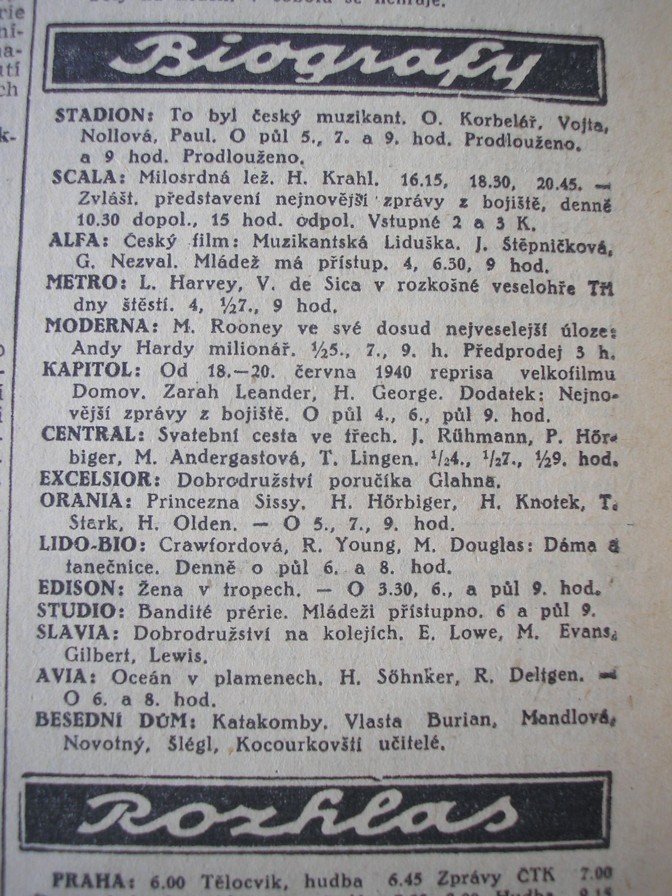 rie
ní-
a-
utí
ch
k-
Biografy
STADION: To byl český muzikant. O. Korbelář, Vojta,
Nollová, Paul. O půl 5., 7. a 9. hod. Prodlouženo.
a 9 hod. Prodlouženo.
SCALA: Milosrdná lež. H. Krahl. 16.15, 18.30, 20.45. —
Zvlášt. představení nejnovější zprávy z bojiště, denně
10.30 dopol., 15 hod. odpol. Vstupné 2 a 3 K.
ALFA: Český film: Muzikantská Liduška. J. Štěpničková,
G. Nezval. Mládež má přístup. 4, 6.30, 9 hod.
METRO: L. Harvey, V. de Sica v rozkošné veselohře Tři
dny štěstí. 4, ½7., 9 hod.
MODERNA: M. Rooney ve své dosud nejveselejší úloze:
Andy Hardy milionář. ½5., 7., 9. h. Předprodej 3 h.
KAPITOL: Od 18.—20. června 1940 reprisa velkofilmu
Domov. Zarah Leander, H. George. Dodatek: Nejno-
vější zprávy z bojiště. O půl 4., 6., půl 9. hod.
CENTRAL: Svatební cesta ve třech. J. Rühmann, P. Hör-
biger, M. Andergastová, T. Lingen. ½4., ½7., ½9. hod.
EXCELSIOR: Dobrodružství poručíka Glahna.
ORANIA: Princezna Sissy. H. Hörbiger, H. Knotek, T.
Stark, H. Olden. — O 5., 7., 9. hod.
LIDO-BIO: Crawfordová, R. Young, M. Douglas: Dáma a
tanečnice. Denně o půl 6. a 8. hod.
EDISON: Žena v tropech. — O 3.30, 6., a půl 9. hod.
STUDIO: Bandité prérie. Mládeži přístupno. 6 a půl 9.
SLAVIA: Dobrodružství na kolejích. E. Lowe, M. Evans,
Gilbert, Lewis.
AVIA: Oceán v plamenech. H. Söhnker, R. Deltgen. —
O 6. a 8. hod.
BESEDNÍ DŮM: Katakomby. Vlasta Burian, Mandlová,
Novotný, Šlégl, Kocourkovští učitelé.
Rozhlas
PRAHA: 6.00 Tělocvik, hudba 6.45 Zprávy ČTK 7.00